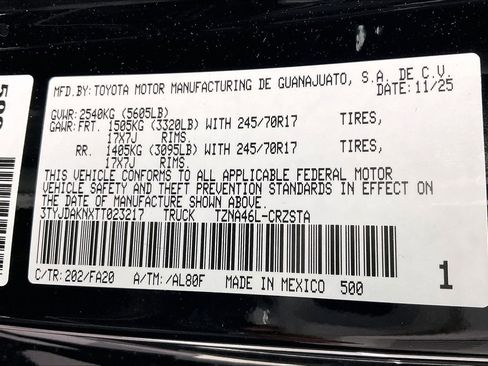 MFD.BY:TOYOTA MOTOR MANUFACTURING DE GUANAJUATO, S.A. DE C.V.
DATE:11/25
GVWR:2540KG (5605LB)
GAWR:FRT. 1505KG (3320LB) WITH 245/70R17 TIRES,
17X7J RIMS.
RR. 1405KG (3095LB) WITH 245/70R17 TIRES,
17X7J RIMS.
THIS VEHICLE CONFORMS TO ALL APPLICABLE FEDERAL MOTOR
VEHICLE SAFETY AND THEFT PREVENTION STANDARDS IN EFFECT ON
THE DATE OF MANUFACTURE SHOWN ABOVE.
3TYJDAKNXTT023217 TRUCK TZNA46L-CRZSTA
C/TR:202/FA20 A/TM:/AL80F MADE IN MEXICO 500 1